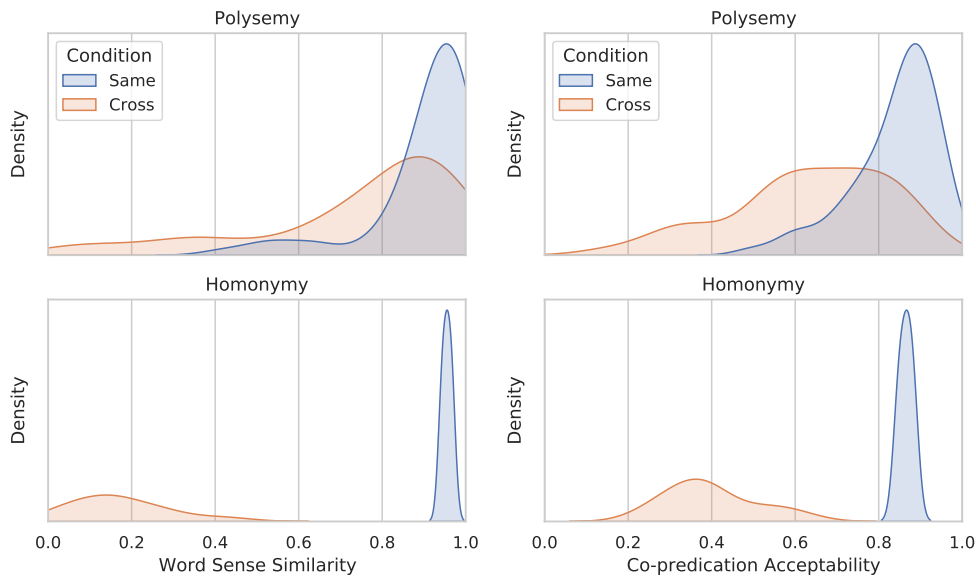 Polysemy
Density
Condition
Same
Cross
Polysemy
Density
Condition
Same
Cross
Homonymy
Density
0.0 0.2 0.4 0.6 0.8 1.0
Word Sense Similarity
Homonymy
Density
0.0 0.2 0.4 0.6 0.8 1.0
Co-predication Acceptability